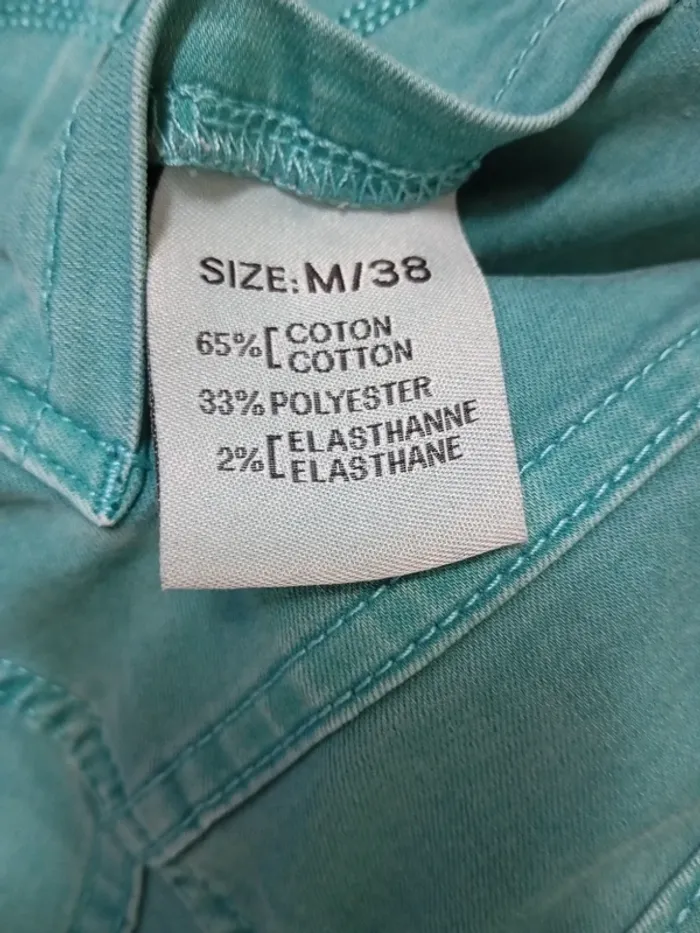 SIZE: M/38
65% [ COTON
COTTON
33% POLYESTER
2% [ ELASTHANNE
ELASTHANE